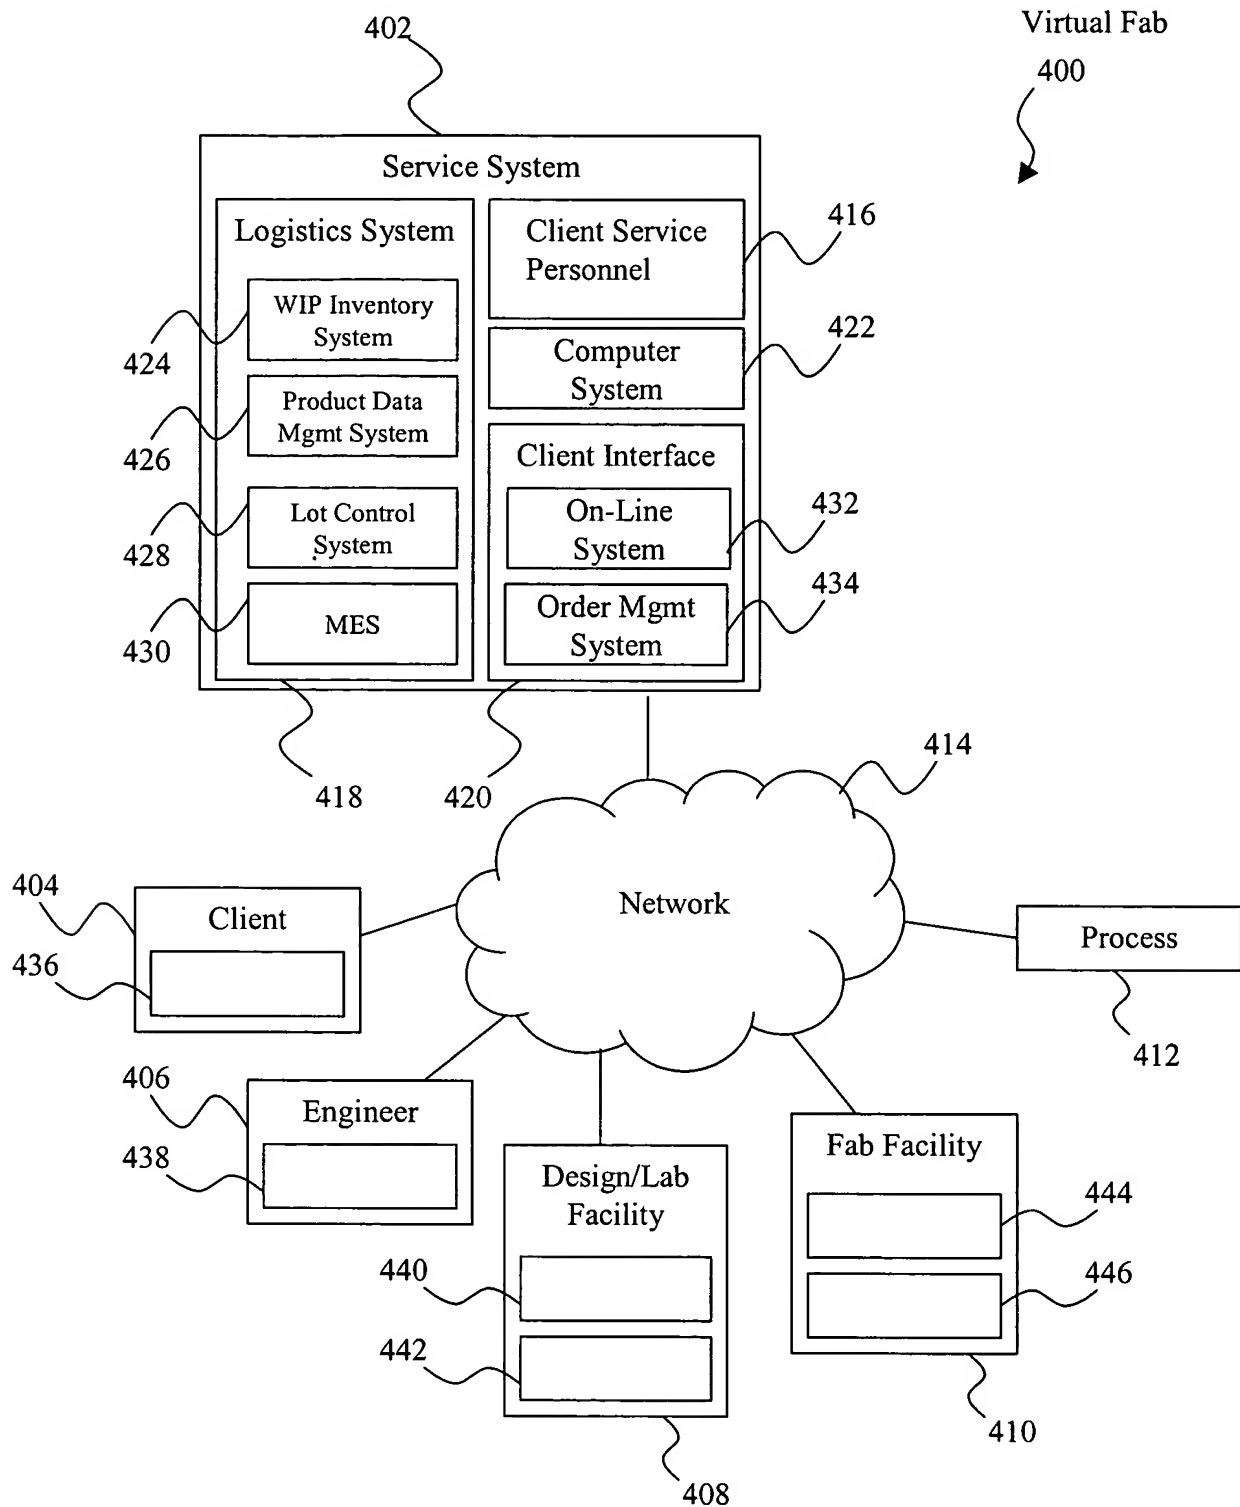 Virtual Fab
400
402
Service System
Logistics System
WIP Inventory
System
424
Product Data
Mgmt System
426
Lot Control
System
428
MES
430
418
Client Service
Personnel
416
Computer
System
422
Client Interface
On-Line
System
432
Order Mgmt
System
434
420
414
Network
404
Client
436
Process
412
406
Engineer
438
Design/Lab
Facility
440
442
408
Fab Facility
444
446
410